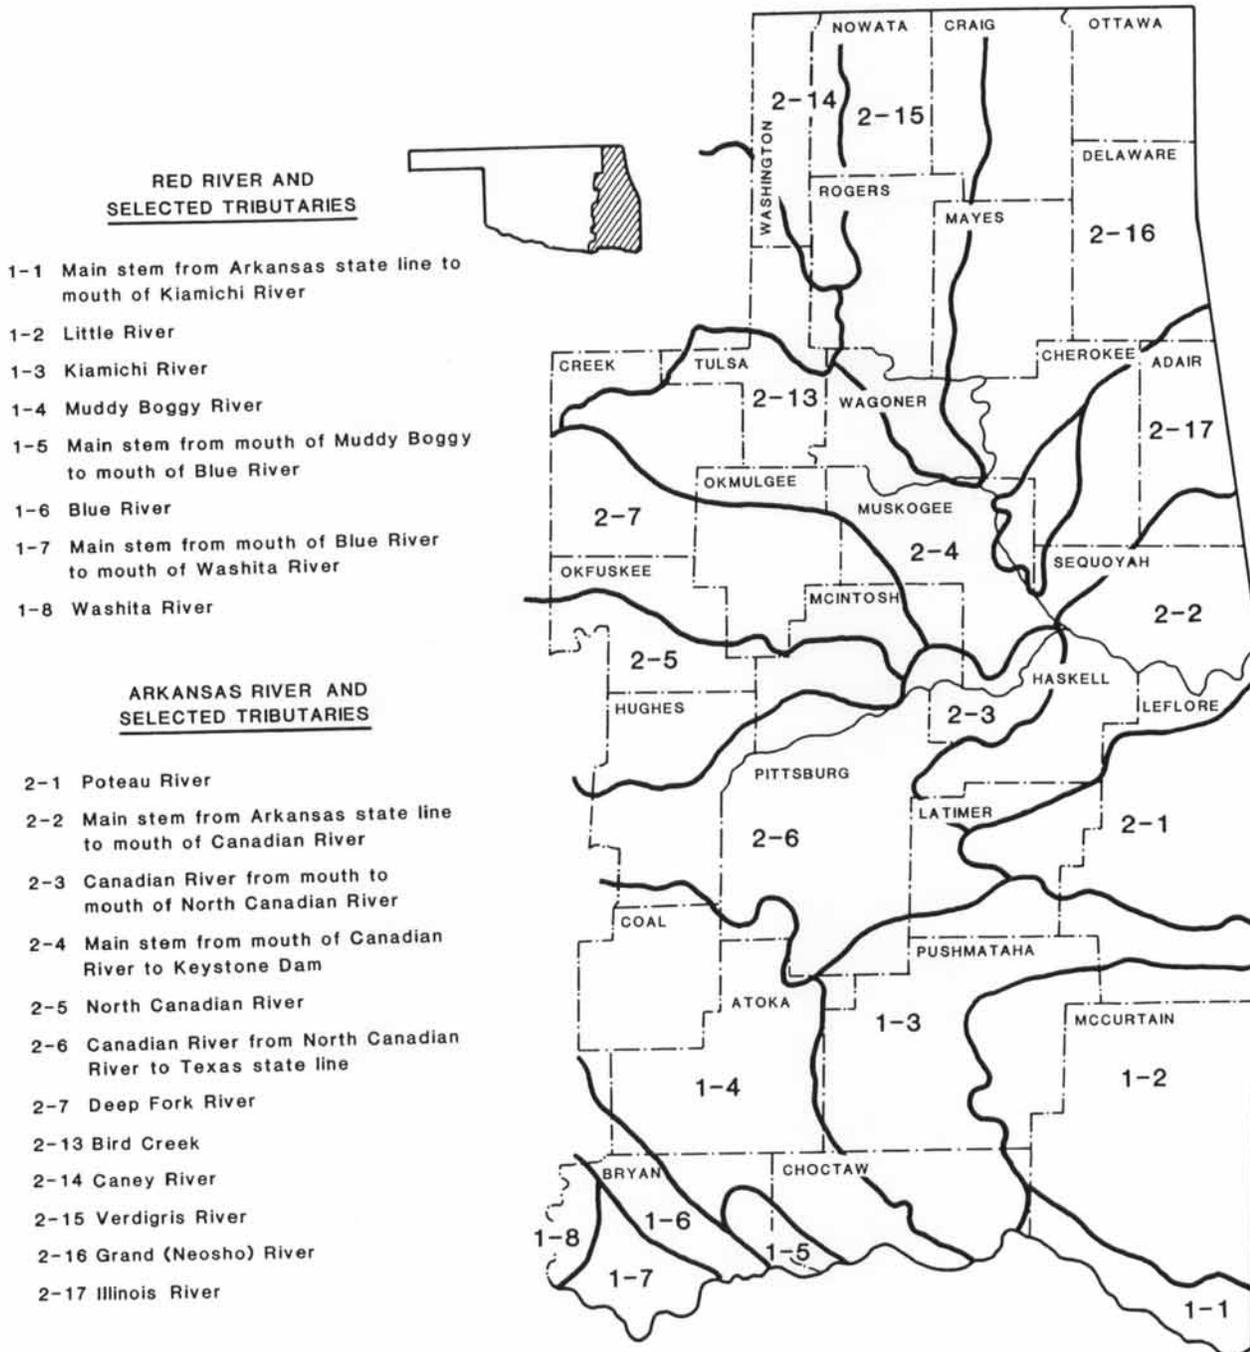 RED RIVER AND
SELECTED TRIBUTARIES
1-1 Main stem from Arkansas state line to
mouth of Kiamichi River
1-2 Little River
1-3 Kiamichi River
1-4 Muddy Boggy River
1-5 Main stem from mouth of Muddy Boggy
to mouth of Blue River
1-6 Blue River
1-7 Main stem from mouth of Blue River
to mouth of Washita River
1-8 Washita River
ARKANSAS RIVER AND
SELECTED TRIBUTARIES
2-1 Poteau River
2-2 Main stem from Arkansas state line
to mouth of Canadian River
2-3 Canadian River from mouth to
mouth of North Canadian River
2-4 Main stem from mouth of Canadian
River to Keystone Dam
2-5 North Canadian River
2-6 Canadian River from North Canadian
River to Texas state line
2-7 Deep Fork River
2-13 Bird Creek
2-14 Caney River
2-15 Verdigris River
2-16 Grand (Neosho) River
2-17 Illinois River
NOWATA
CRAIG
OTTAWA
2-14
2-15
WASHINGTON
DELAWARE
ROGERS
MAYES
2-16
CREEK
TULSA
CHEROKEE
ADAIR
2-13
WAGONER
2-17
OKMULGEE
MUSKOGEE
2-7
2-4
OKFUSKEE
SEQUOYAH
MCINTOSH
2-2
2-5
HASKELL
HUGHES
2-3
LEFLORE
PITTSBURG
LATIMER
2-6
2-1
COAL
PUSHMATAHA
ATOKA
1-3
MCCURTAIN
1-4
1-2
BRYAN
CHOCTAW
1-8
1-6
1-5
1-7
1-1